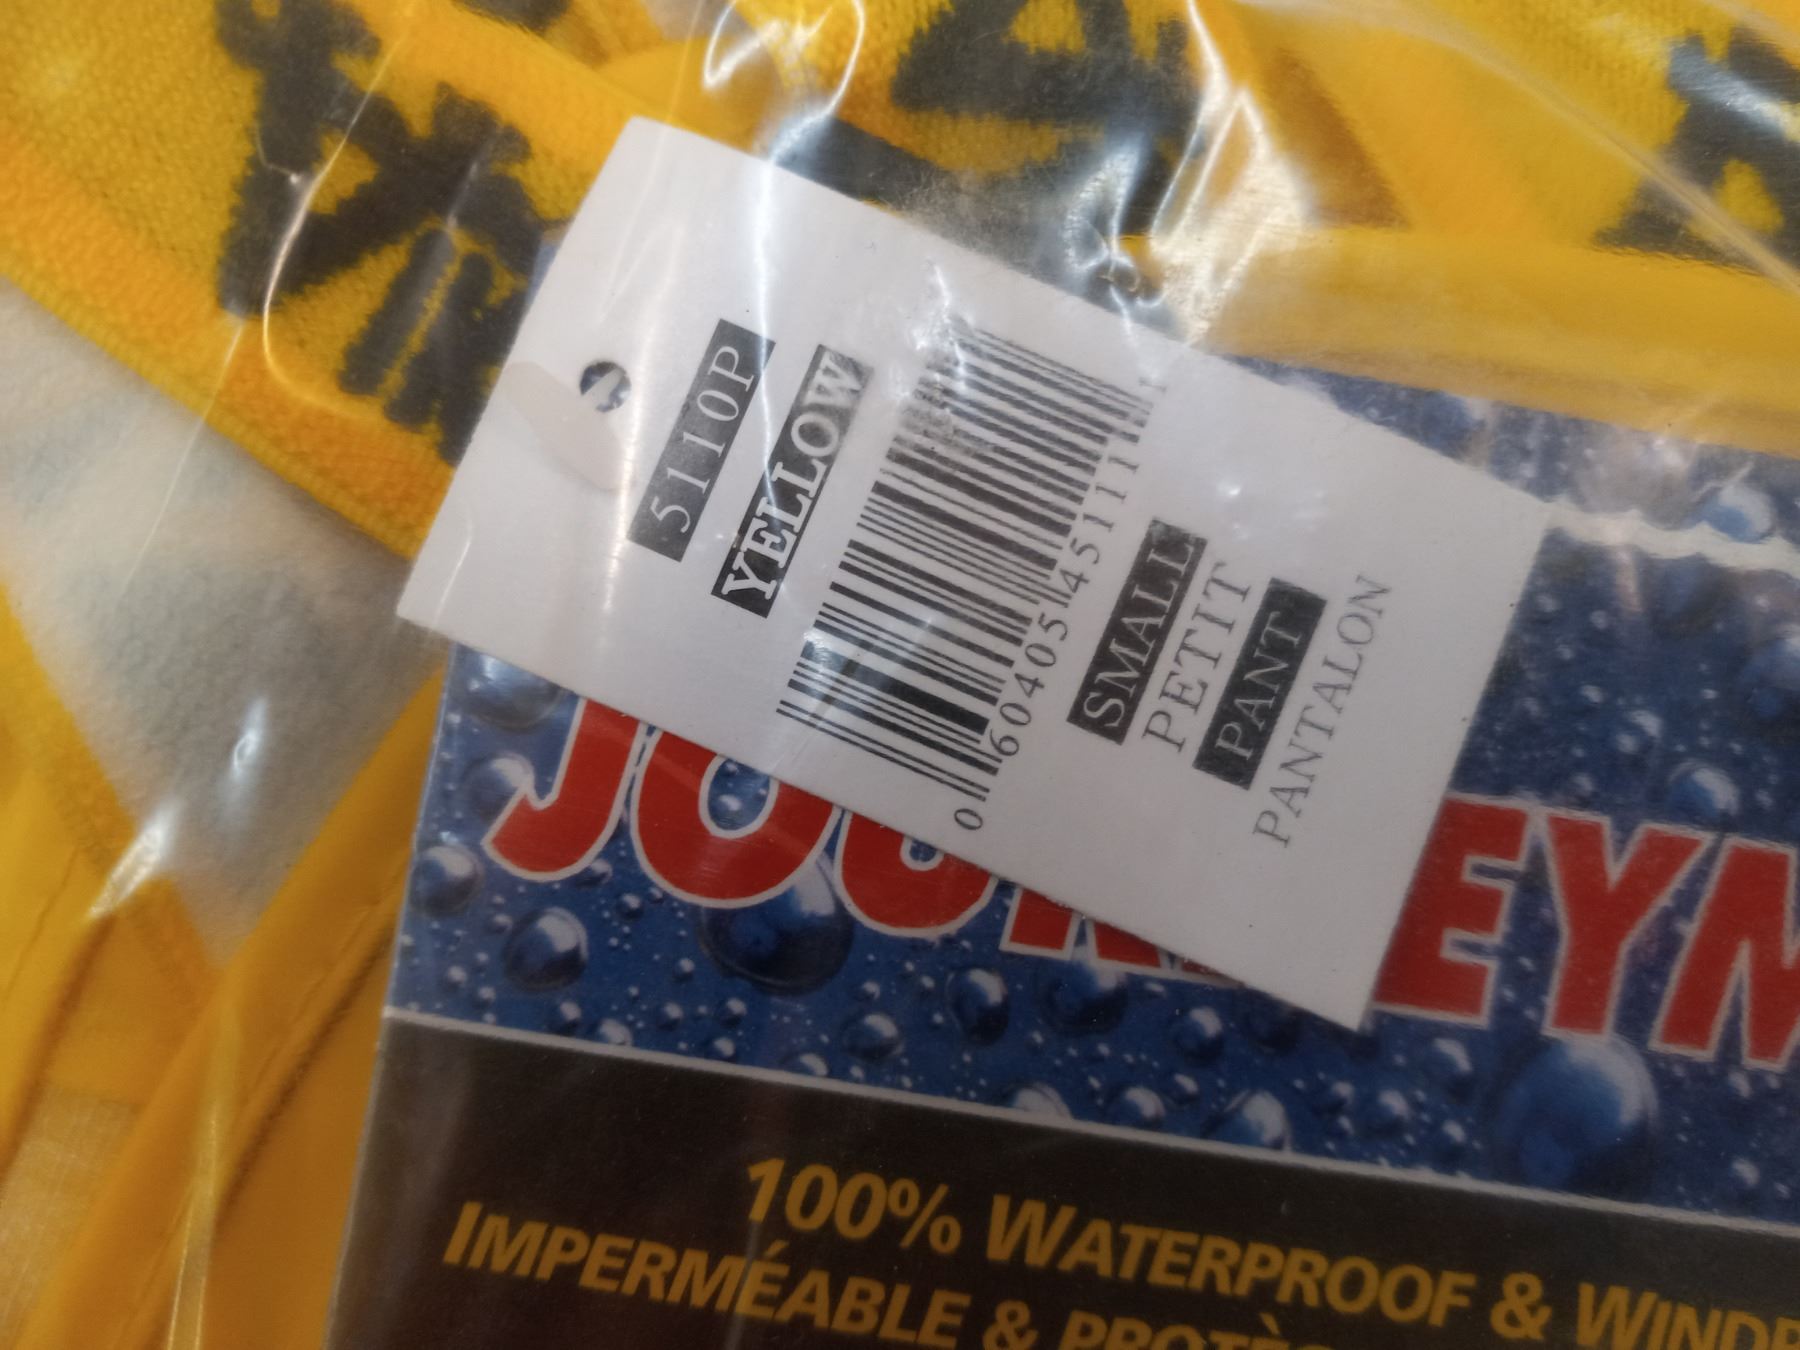 5110P
YELLOW
0 60405 45111 1
SMALL
PETIT
PANT
PANTALON
100% WATERPROOF &
IMPERMÉABLE &